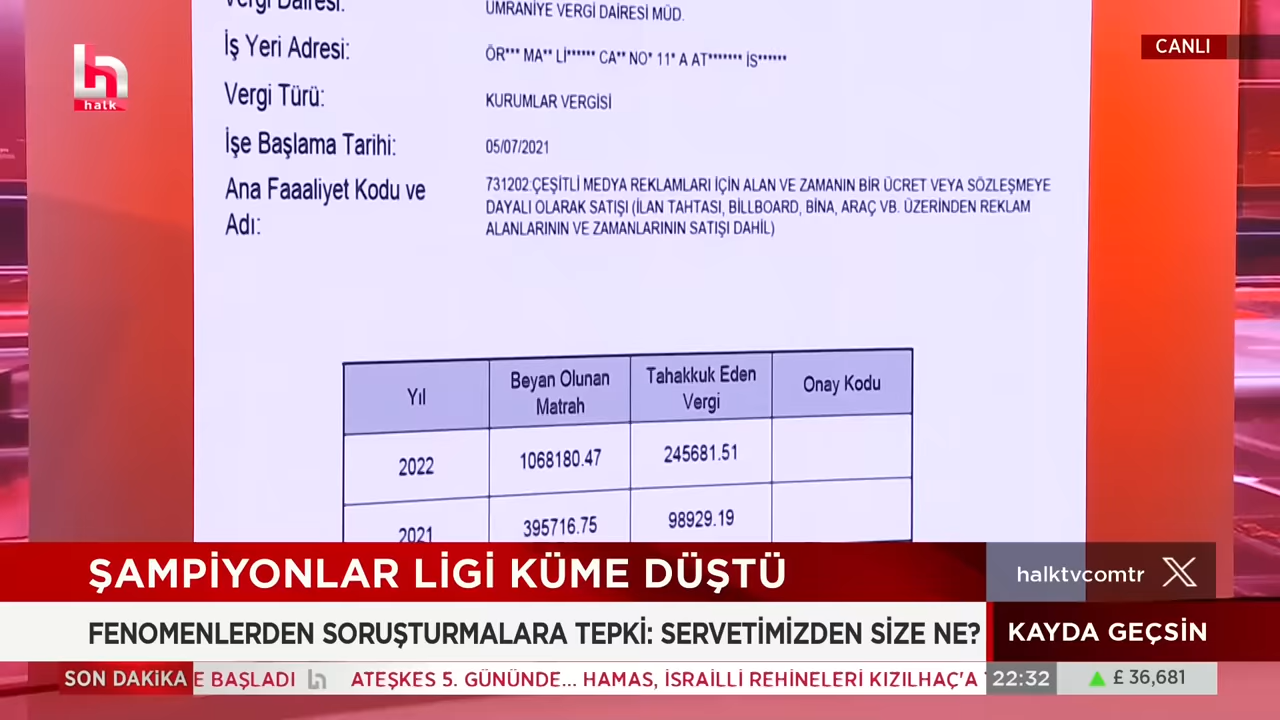 Vergi Dairesi:
ÜMRANİYE VERGİ DAİRESİ MÜD.
CANLI
halk
İş Yeri Adresi:
ÖR*** MA** Lİ****** CA** NO* 11* A AT******* İS******
Vergi Türü:
KURUMLAR VERGİSİ
İşe Başlama Tarihi:
05/07/2021
Ana Faaaliyet Kodu ve
Adı:
731202:ÇEŞİTLİ MEDYA REKLAMLARI İÇİN ALAN VE ZAMANIN BİR ÜCRET VEYA SÖZLEŞMEYE
DAYALI OLARAK SATIŞI (İLAN TAHTASI, BİLLBOARD, BİNA, ARAÇ VB. ÜZERİNDEN REKLAM
ALANLARININ VE ZAMANLARININ SATIŞI DAHİL)
Yıl Beyan Olunan Matrah Tahakkuk Eden Vergi Onay Kodu
2022 1068180.47 245681.51
2021 395716.75 98929.19
ŞAMPİYONLAR LİGİ KÜME DÜŞTÜ
halktvcomtr X
FENOMENLERDEN SORUŞTURMALARA TEPKİ: SERVETİMİZDEN SİZE NE?
KAYDA GEÇSİN
SON DAKİKA E BAŞLADI h ATEŞKES 5. GÜNÜNDE... HAMAS, İSRAİLLİ REHİNELERİ KIZILHAÇ'A 22:32 £ 36,681